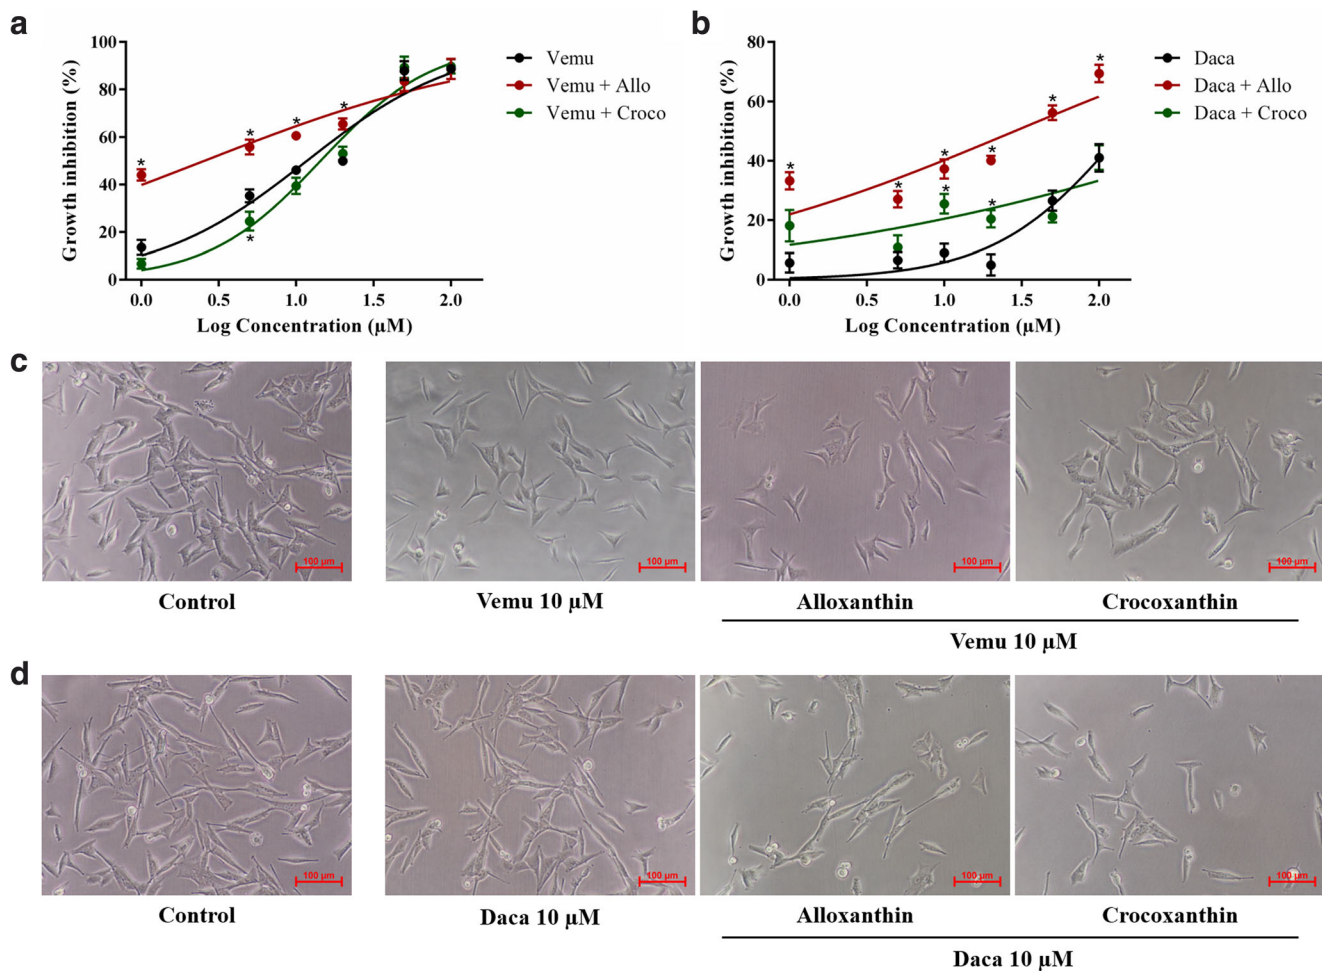 a
100
80
60
40
20
0
Growth inhibition (%)
0.0 0.5 1.0 1.5 2.0
Log Concentration (µM)
Vemu
Vemu + Allo
Vemu + Croco
* * * * *
b
80
60
40
20
0
Growth inhibition (%)
0.0 0.5 1.0 1.5 2.0
Log Concentration (µM)
Daca
Daca + Allo
Daca + Croco
* * * * * * * *
c
100 µm
100 µm
100 µm
100 µm
Control
Vemu 10 µM
Alloxanthin
Crocoxanthin
Vemu 10 µM
d
100 µm
100 µm
100 µm
100 µm
Control
Daca 10 µM
Alloxanthin
Crocoxanthin
Daca 10 µM